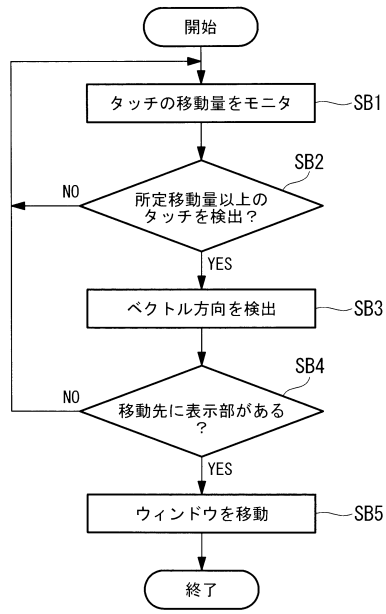 開始
タッチの移動量をモニタ
SB1
SB2
所定移動量以上の
タッチを検出?
NO
YES
ベクトル方向を検出
SB3
SB4
移動先に表示部がある
?
NO
YES
ウィンドウを移動
SB5
終了